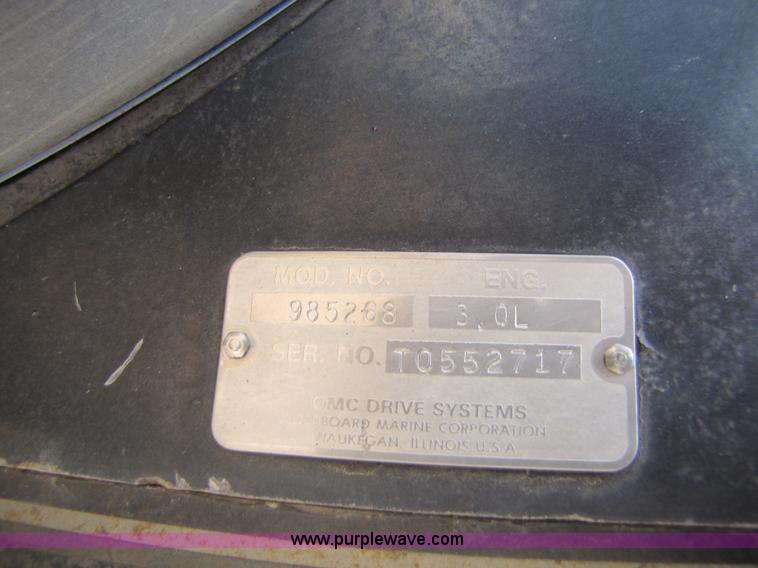 MOD. NO. ENG.
985268 3.0L
SER. NO. T0552717
OMC DRIVE SYSTEMS
BOARD MARINE CORPORATION
WAUKEGAN, ILLINOIS U.S.A.
www.purplewave.com